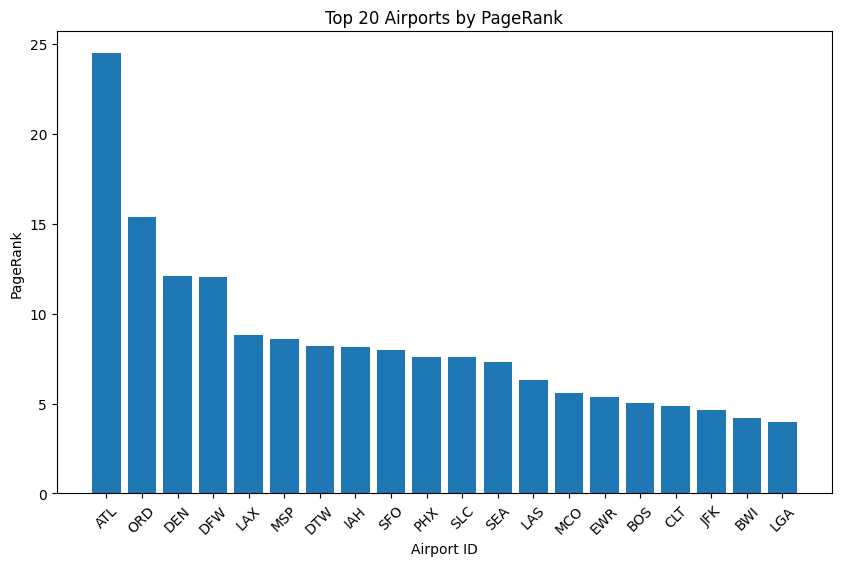 Top 20 Airports by PageRank
25
20
15
10
5
0
PageRank
ATL ORD DEN DFW LAX MSP DTW IAH SFO PHX SLC SEA LAS MCO EWR BOS CLT JFK BWI LGA
Airport ID